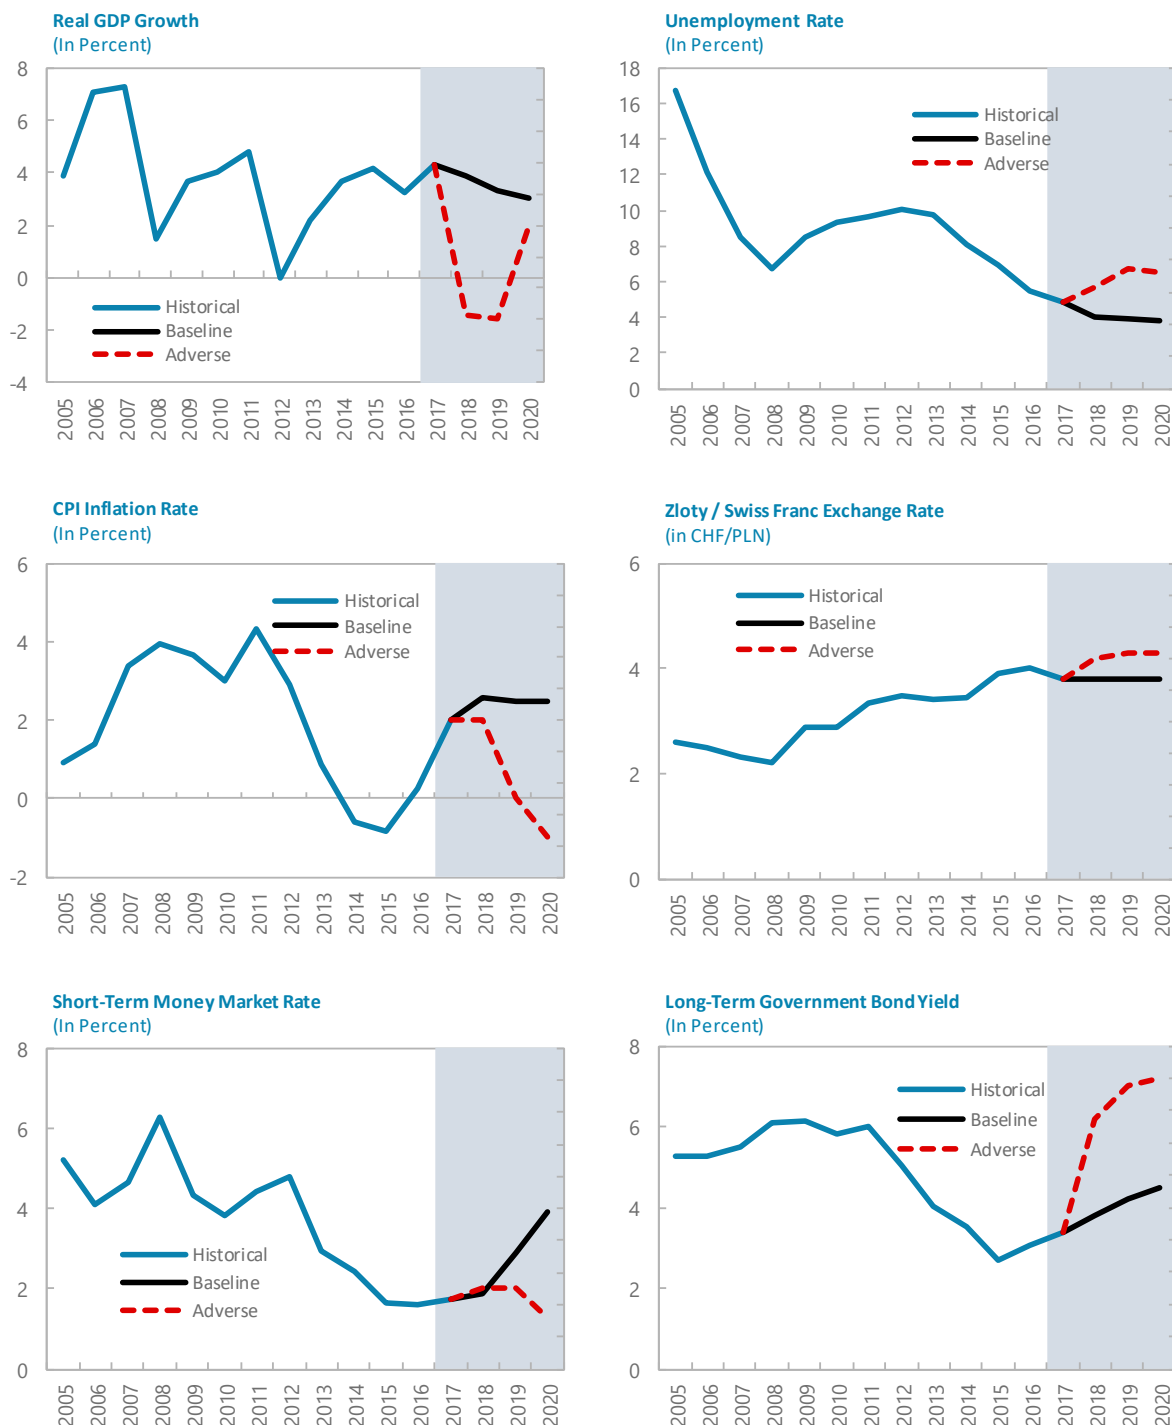 Real GDP Growth
(In Percent)
8
6
4
2
0
-2
-4
Historical
Baseline
Adverse
2005 2006 2007 2008 2009 2010 2011 2012 2013 2014 2015 2016 2017 2018 2019 2020
Unemployment Rate
(In Percent)
18
16
14
12
10
8
6
4
2
0
Historical
Baseline
Adverse
2005 2006 2007 2008 2009 2010 2011 2012 2013 2014 2015 2016 2017 2018 2019 2020
CPI Inflation Rate
(In Percent)
6
4
2
0
-2
Historical
Baseline
Adverse
2005 2006 2007 2008 2009 2010 2011 2012 2013 2014 2015 2016 2017 2018 2019 2020
Zloty / Swiss Franc Exchange Rate
(in CHF/PLN)
6
4
2
0
Historical
Baseline
Adverse
2005 2006 2007 2008 2009 2010 2011 2012 2013 2014 2015 2016 2017 2018 2019 2020
Short-Term Money Market Rate
(In Percent)
8
6
4
2
0
Historical
Baseline
Adverse
2005 2006 2007 2008 2009 2010 2011 2012 2013 2014 2015 2016 2017 2018 2019 2020
Long-Term Government Bond Yield
(In Percent)
8
6
4
2
0
Historical
Baseline
Adverse
2005 2006 2007 2008 2009 2010 2011 2012 2013 2014 2015 2016 2017 2018 2019 2020